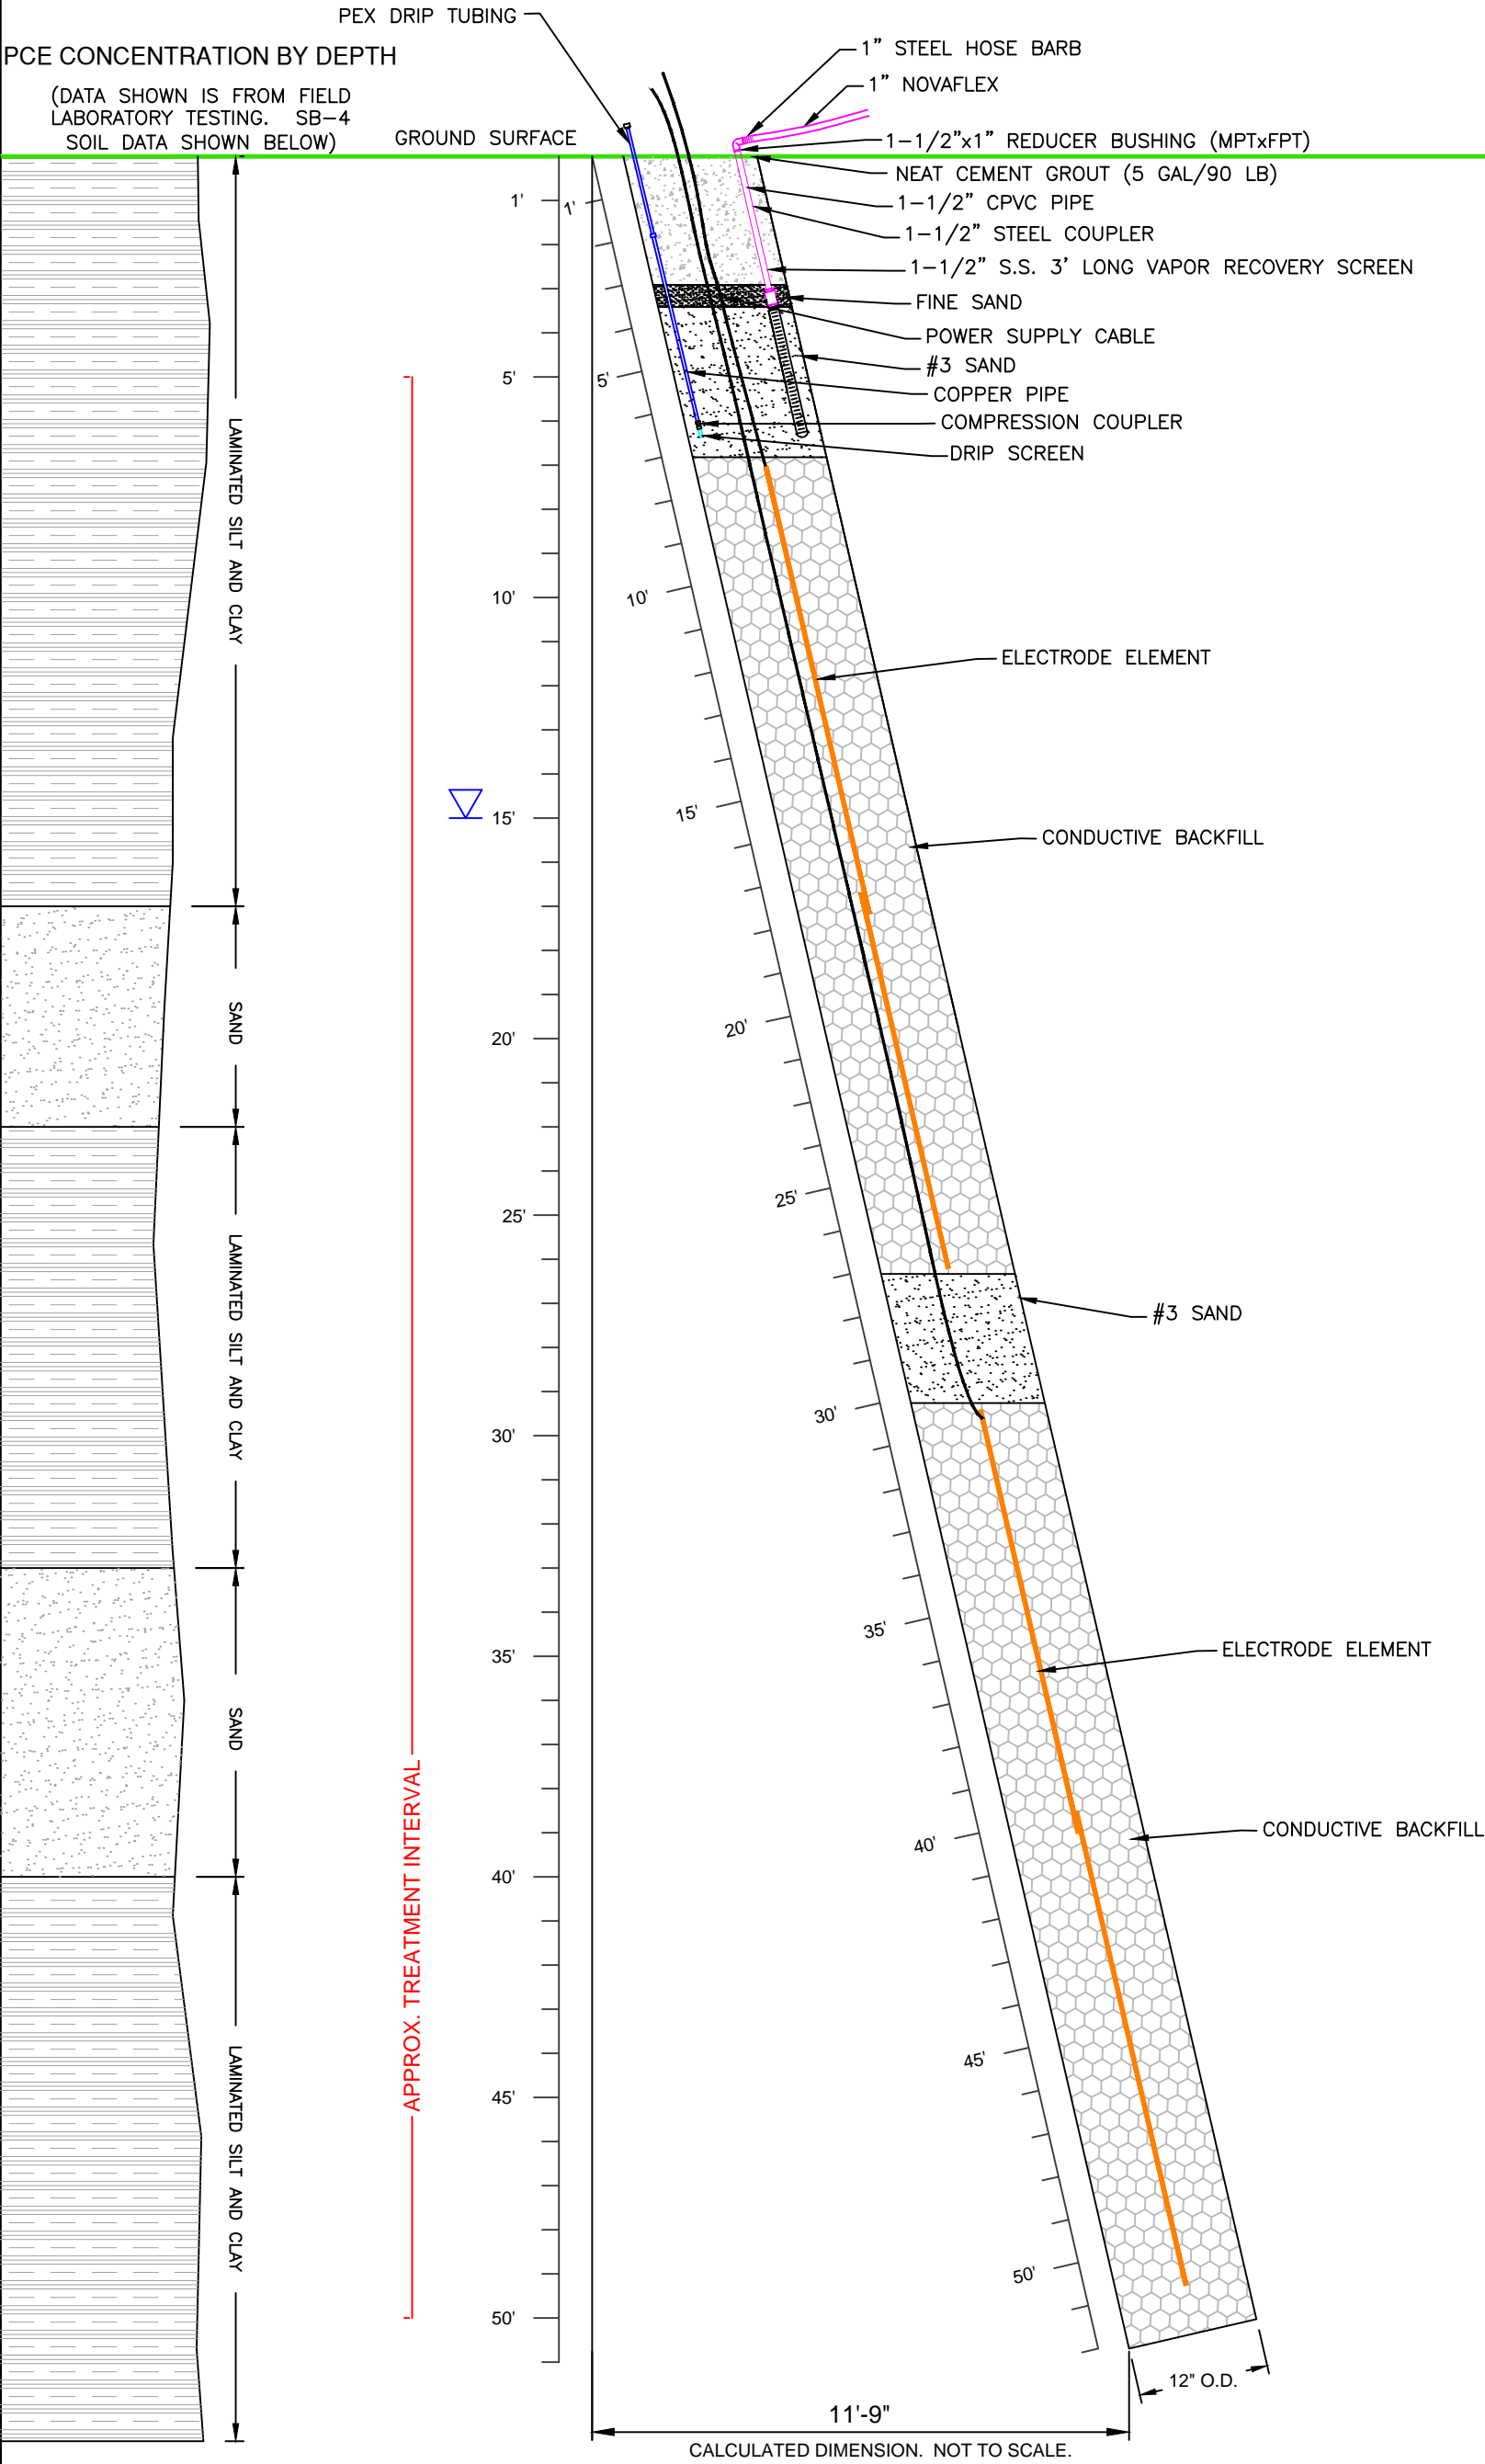 PEX DRIP TUBING
PCE CONCENTRATION BY DEPTH
(DATA SHOWN IS FROM FIELD
LABORATORY TESTING. SB-4
SOIL DATA SHOWN BELOW)
GROUND SURFACE
1" STEEL HOSE BARB
1" NOVAFLEX
1-1/2"x1" REDUCER BUSHING (MPTxFPT)
NEAT CEMENT GROUT (5 GAL/90 LB)
1-1/2" CPVC PIPE
1-1/2" STEEL COUPLER
1-1/2" S.S. 3' LONG VAPOR RECOVERY SCREEN
FINE SAND
POWER SUPPLY CABLE
#3 SAND
COPPER PIPE
COMPRESSION COUPLER
DRIP SCREEN
ELECTRODE ELEMENT
CONDUCTIVE BACKFILL
#3 SAND
ELECTRODE ELEMENT
CONDUCTIVE BACKFILL
LAMINATED SILT AND CLAY
SAND
LAMINATED SILT AND CLAY
SAND
LAMINATED SILT AND CLAY
APPROX. TREATMENT INTERVAL
1'
5'
10'
15'
20'
25'
30'
35'
40'
45'
50'
1'
5'
10'
15'
20'
25'
30'
35'
40'
45'
50'
12" O.D.
11'-9"
CALCULATED DIMENSION. NOT TO SCALE.